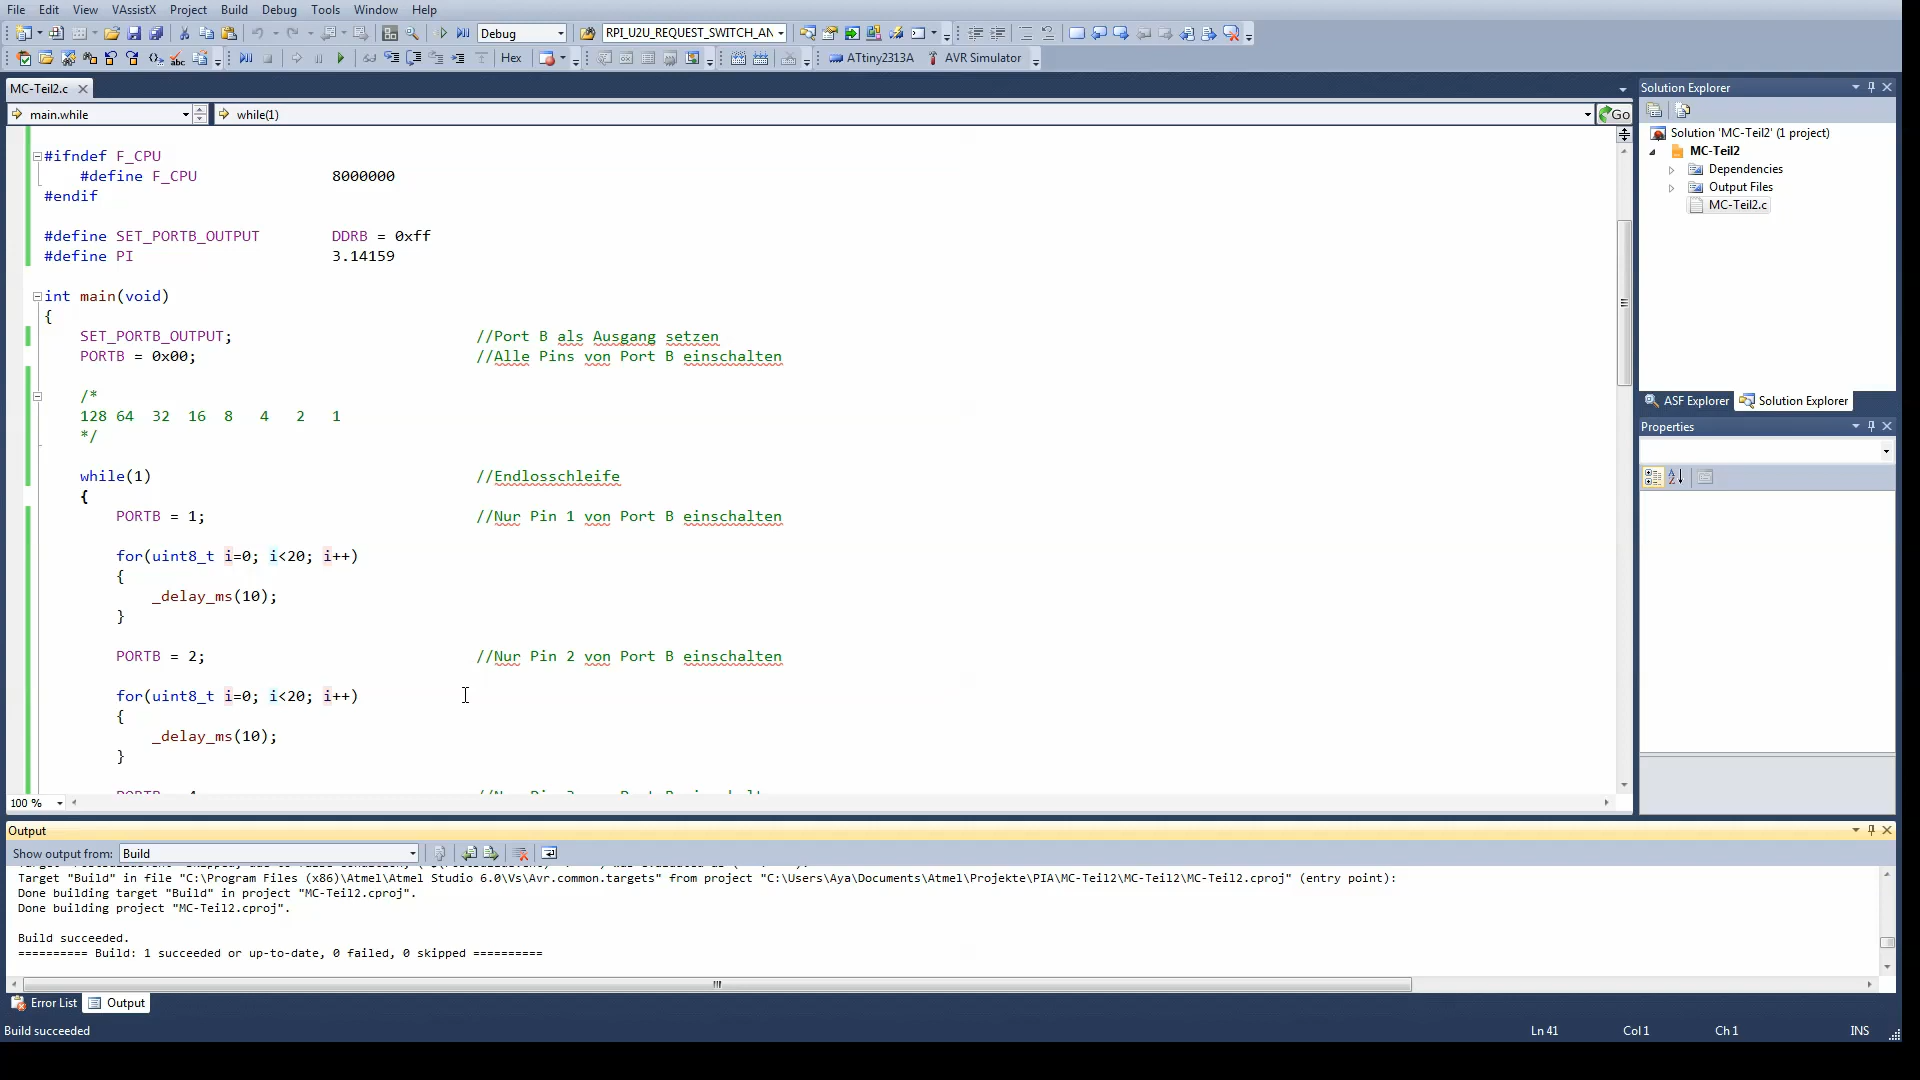 File Edit View VAssistX Project Build Debug Tools Window Help
Debug RPI_U2U_REQUEST_SWITCH_AN
Hex ATtiny2313A AVR Simulator
MC-Teil2.c
main.while while(1) Go
#ifndef F_CPU
#define F_CPU 8000000
#endif
#define SET_PORTB_OUTPUT DDRB = 0xff
#define PI 3.14159
int main(void)
{
SET_PORTB_OUTPUT; //Port B als Ausgang setzen
PORTB = 0x00; //Alle Pins von Port B einschalten
/*
128 64 32 16 8 4 2 1
*/
while(1) //Endlosschleife
{
PORTB = 1; //Nur Pin 1 von Port B einschalten
for(uint8_t i=0; i<20; i++)
{
_delay_ms(10);
}
PORTB = 2; //Nur Pin 2 von Port B einschalten
for(uint8_t i=0; i<20; i++)
{
_delay_ms(10);
}
100 %
Solution Explorer
Solution 'MC-Teil2' (1 project)
MC-Teil2
Dependencies
Output Files
MC-Teil2.c
ASF Explorer Solution Explorer
Properties
Output
Show output from: Build
Target "Build" in file "C:\Program Files (x86)\Atmel\Atmel Studio 6.0\Vs\Avr.common.targets" from project "C:\Users\Aya\Documents\Atmel\Projekte\PIA\MC-Teil2\MC-Teil2\MC-Teil2.cproj" (entry point):
Done building target "Build" in project "MC-Teil2.cproj".
Done building project "MC-Teil2.cproj".
Build succeeded.
========== Build: 1 succeeded or up-to-date, 0 failed, 0 skipped ==========
Error List Output
Build succeeded Ln 41 Col 1 Ch 1 INS